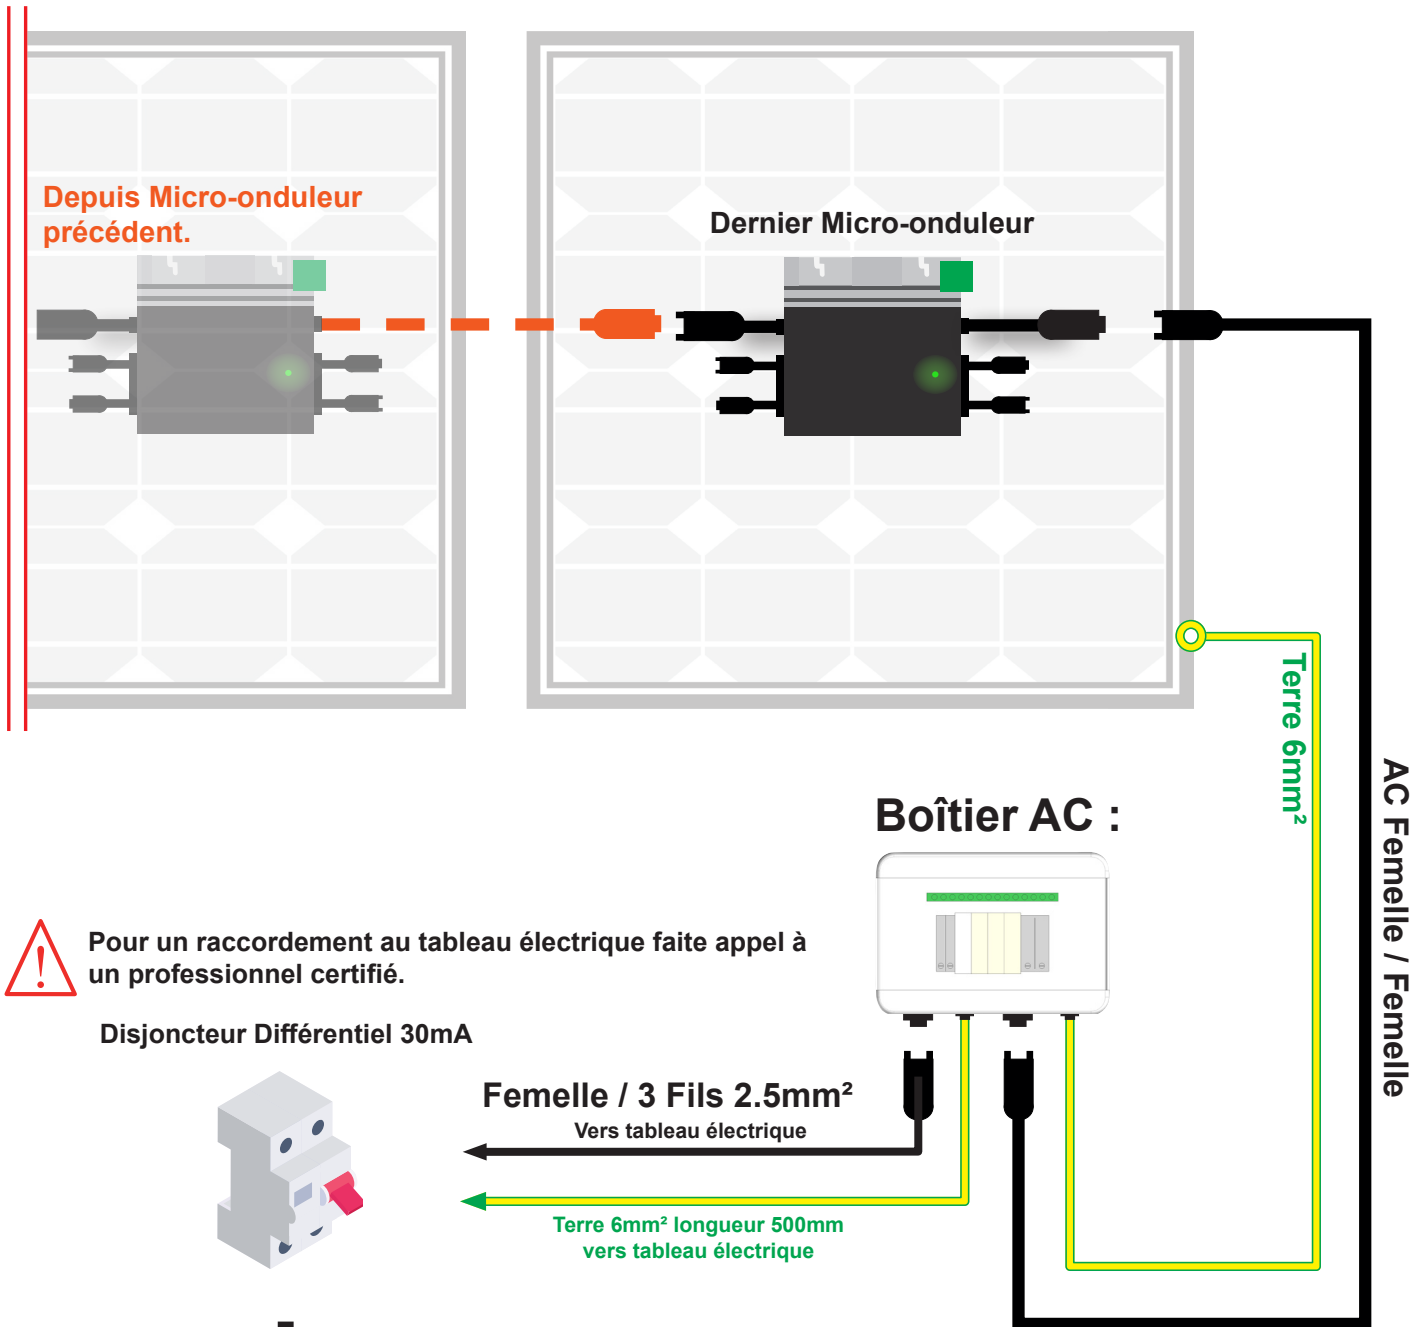 Depuis Micro-onduleur
précédent.
Dernier Micro-onduleur
Terre 6mm²
AC Femelle / Femelle
Boîtier AC :
Pour un raccordement au tableau électrique faite appel à
un professionnel certifié.
Disjoncteur Différentiel 30mA
Femelle / 3 Fils 2.5mm²
Vers tableau électrique
Terre 6mm² longueur 500mm
vers tableau électrique